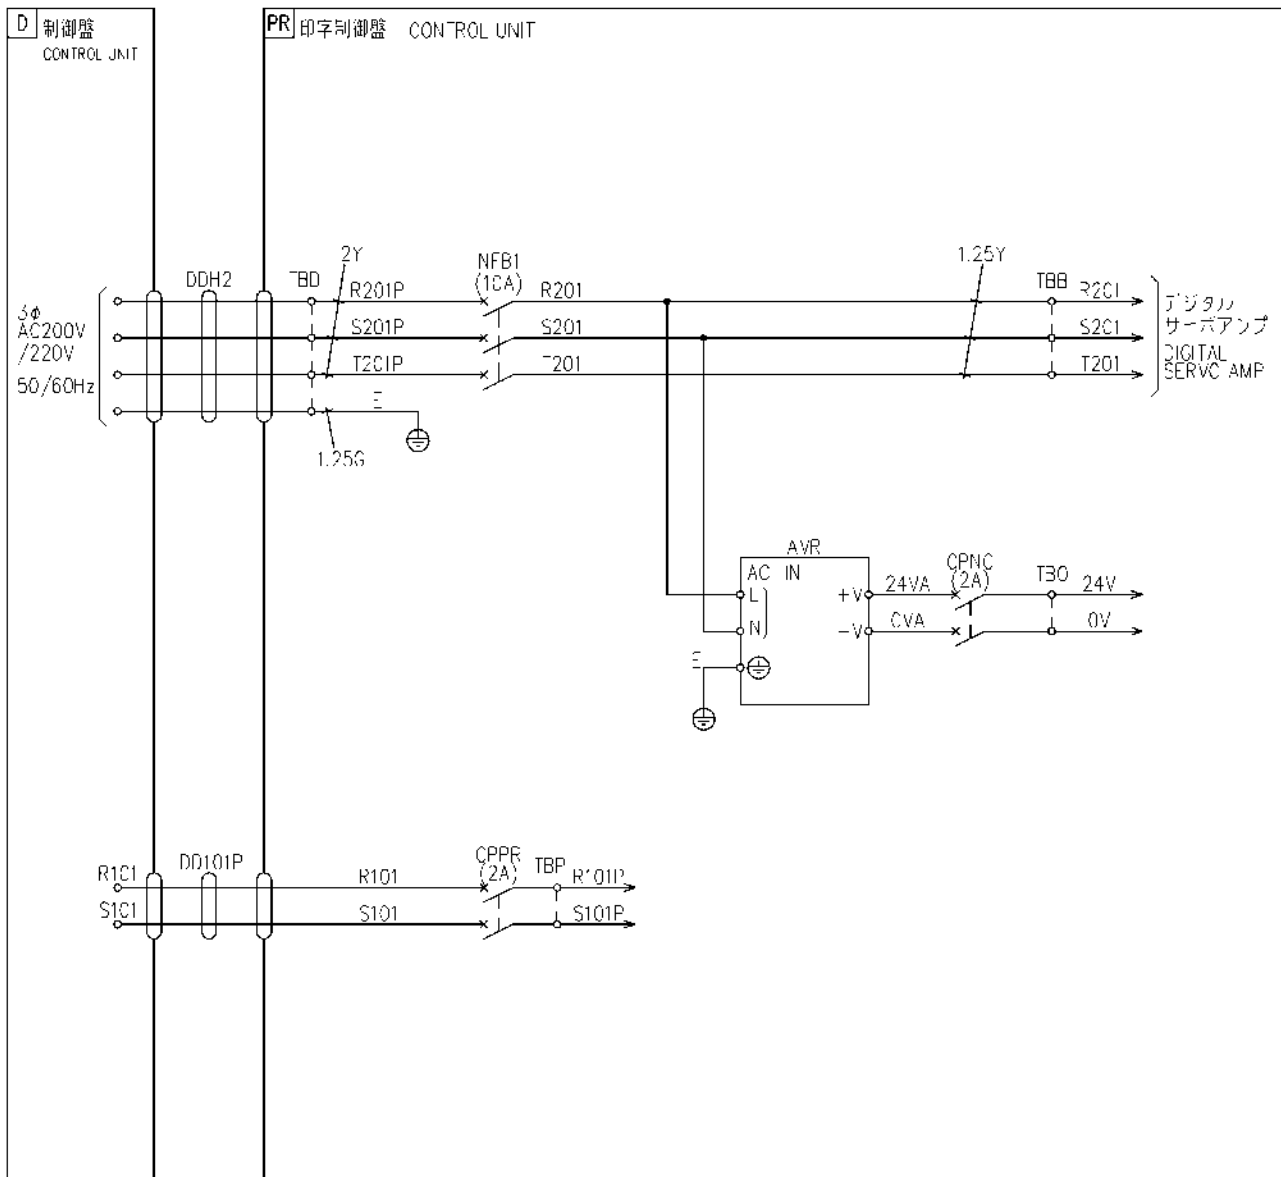 D 制御盤
CONTROL UNIT
PR 印字制御盤 CONTROL UNIT
3φ
AC200V
/220V
50/60Hz
DDH2
TBD
2Y
R201P
S201P
T201P
E
1.25G
NFB1
(10A)
R201
S201
T201
1.25Y
TBB
R201
S201
T201
デジタル
サーボアンプ
DIGITAL
SERVO AMP
AVR
AC IN
L
N
E
+V
-V
24VA
0VA
CPNC
(2A)
TBO
24V
0V
R101
S101
DD101P
R101
S101
CPPR
(2A)
TBP
R101P
S101P